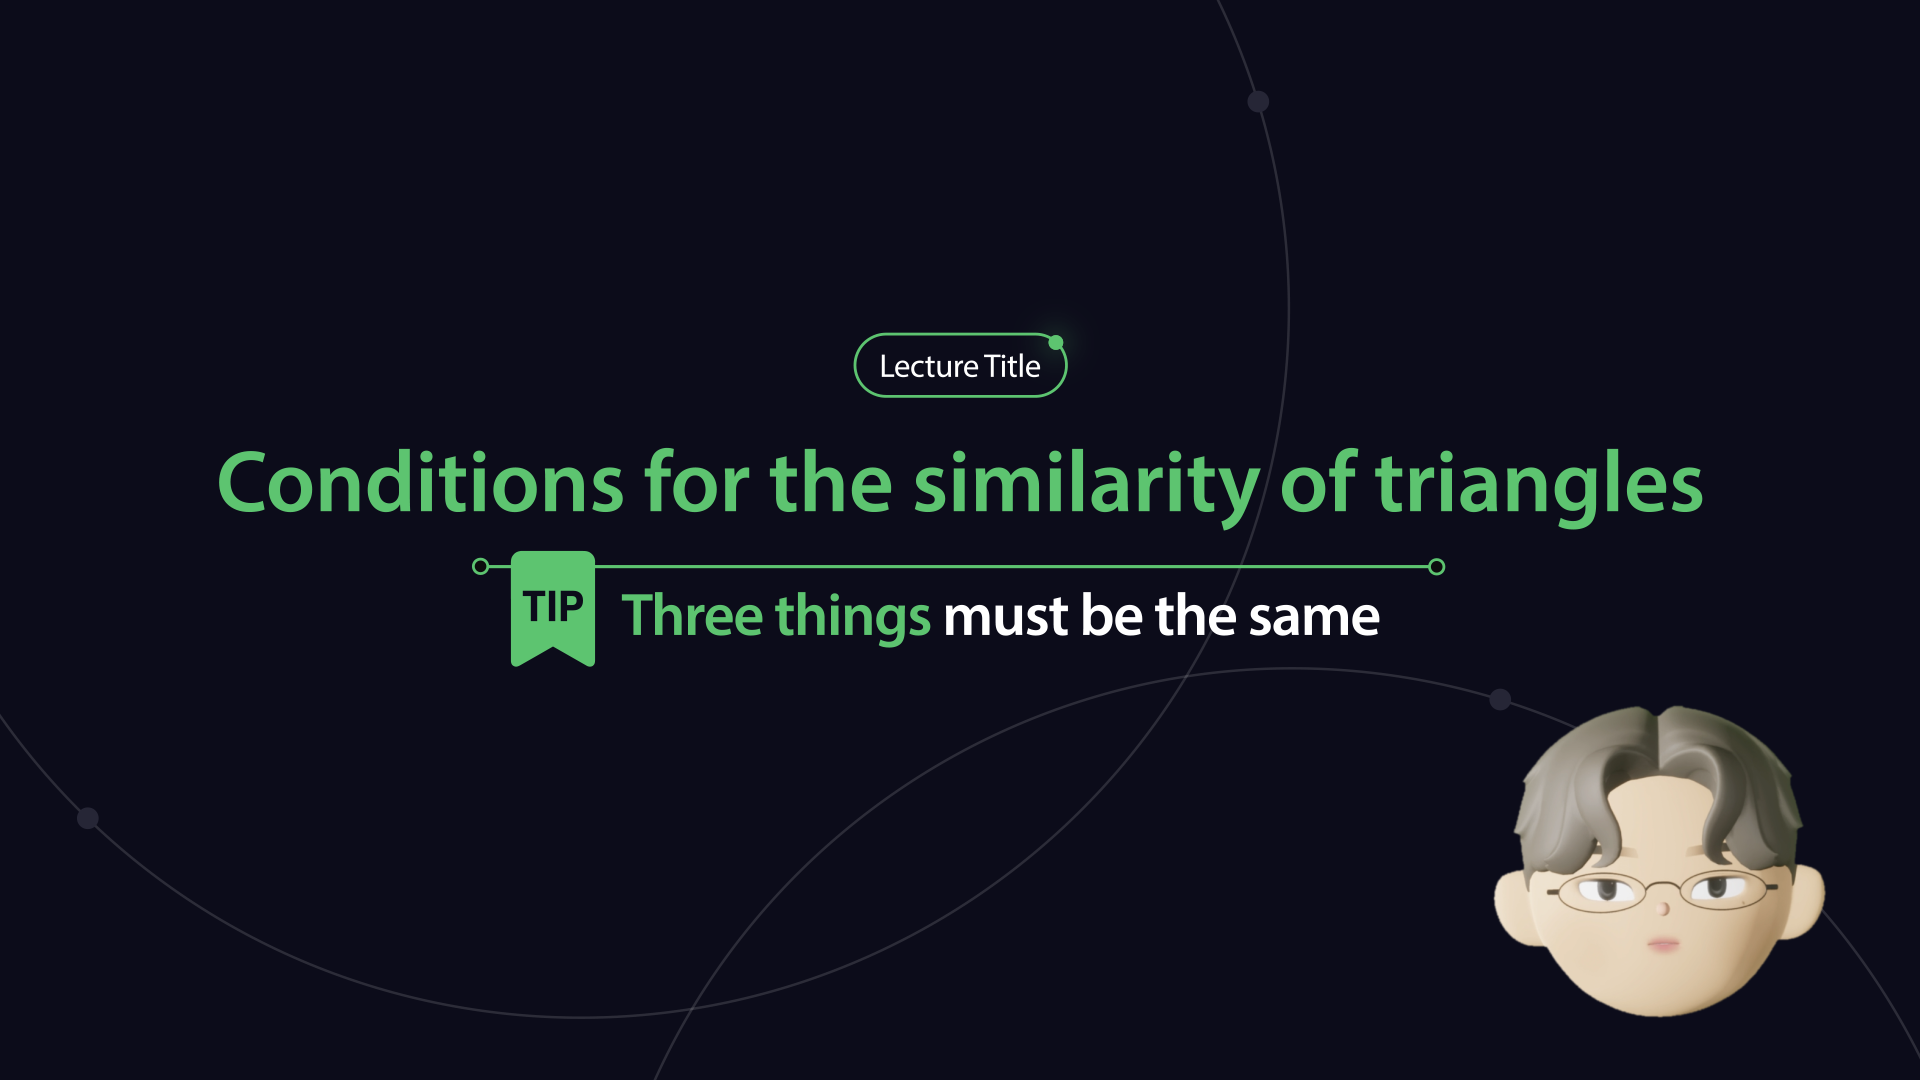 Lecture Title
Conditions for the similarity of triangles
TIP
Three things must be the same